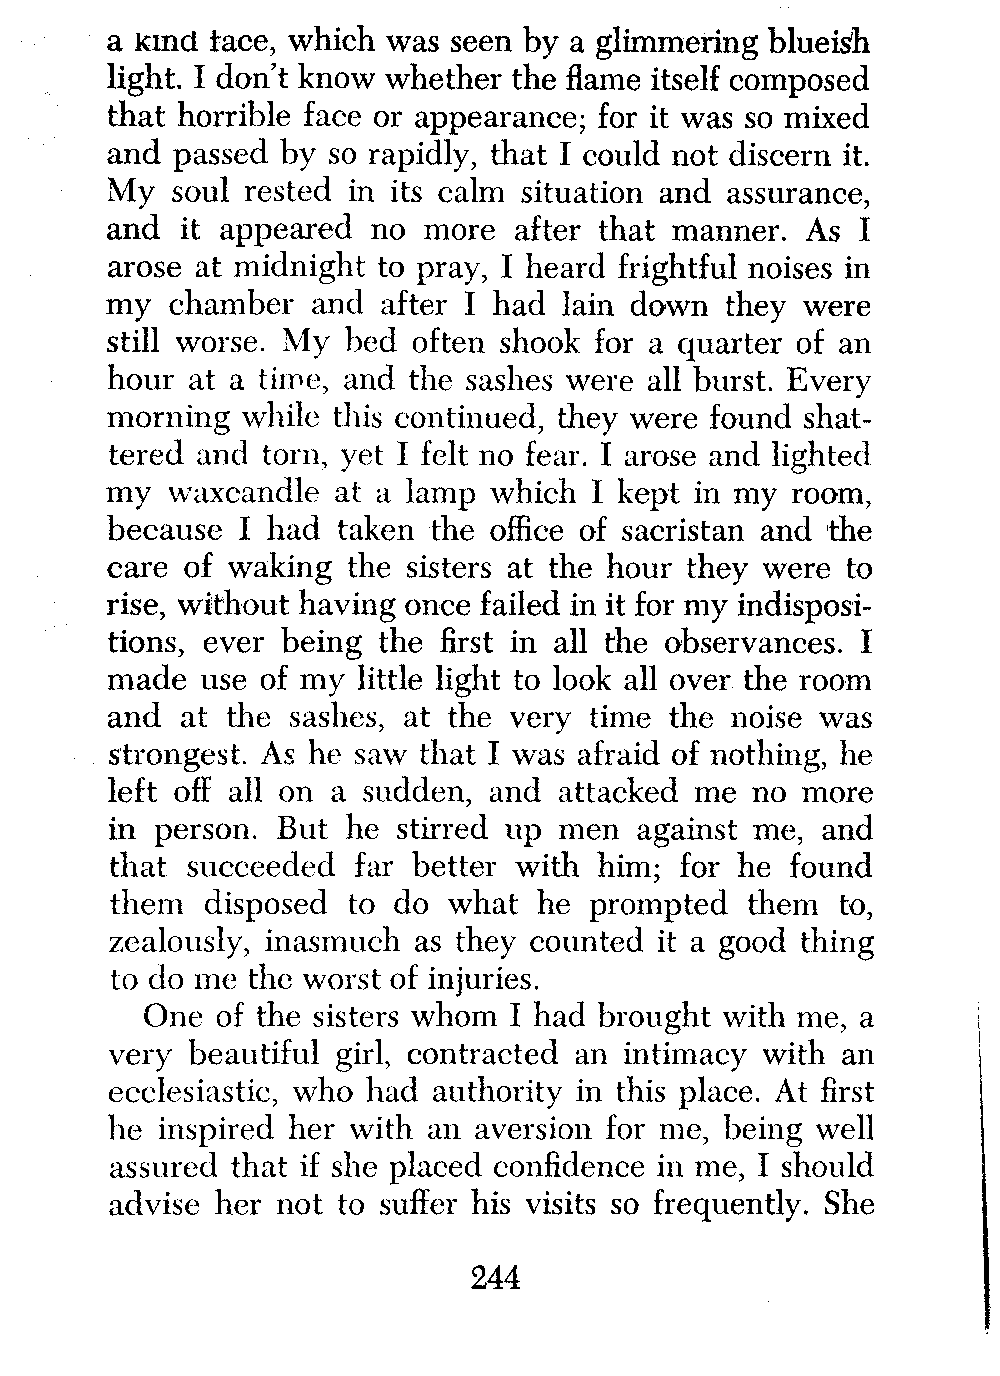 a kind face, which was seen by a glimmering blueish
light. I don't know whether the flame itself composed
that horrible face or appearance; for it was so mixed
and passed by so rapidly, that I could not discern it.
My soul rested in its calm situation and assurance,
and it appeared no more after that manner. As I
arose at midnight to pray, I heard frightful noises in
my chamber and after I had lain down they were
still worse. My bed often shook for a quarter of an
hour at a time, and the sashes were all burst. Every
morning while this continued, they were found shat-
tered and torn, yet I felt no fear. I arose and lighted
my waxcandle at a lamp which I kept in my room,
because I had taken the office of sacristan and the
care of waking the sisters at the hour they were to
rise, without having once failed in it for my indisposi-
tions, ever being the first in all the observances. I
made use of my little light to look all over the room
and at the sashes, at the very time the noise was
strongest. As he saw that I was afraid of nothing, he
left off all on a sudden, and attacked me no more
in person. But he stirred up men against me, and
that succeeded far better with him; for he found
them disposed to do what he prompted them to,
zealously, inasmuch as they counted it a good thing
to do me the worst of injuries.
One of the sisters whom I had brought with me, a
very beautiful girl, contracted an intimacy with an
ecclesiastic, who had authority in this place. At first
he inspired her with an aversion for me, being well
assured that if she placed confidence in me, I should
advise her not to suffer his visits so frequently. She
244